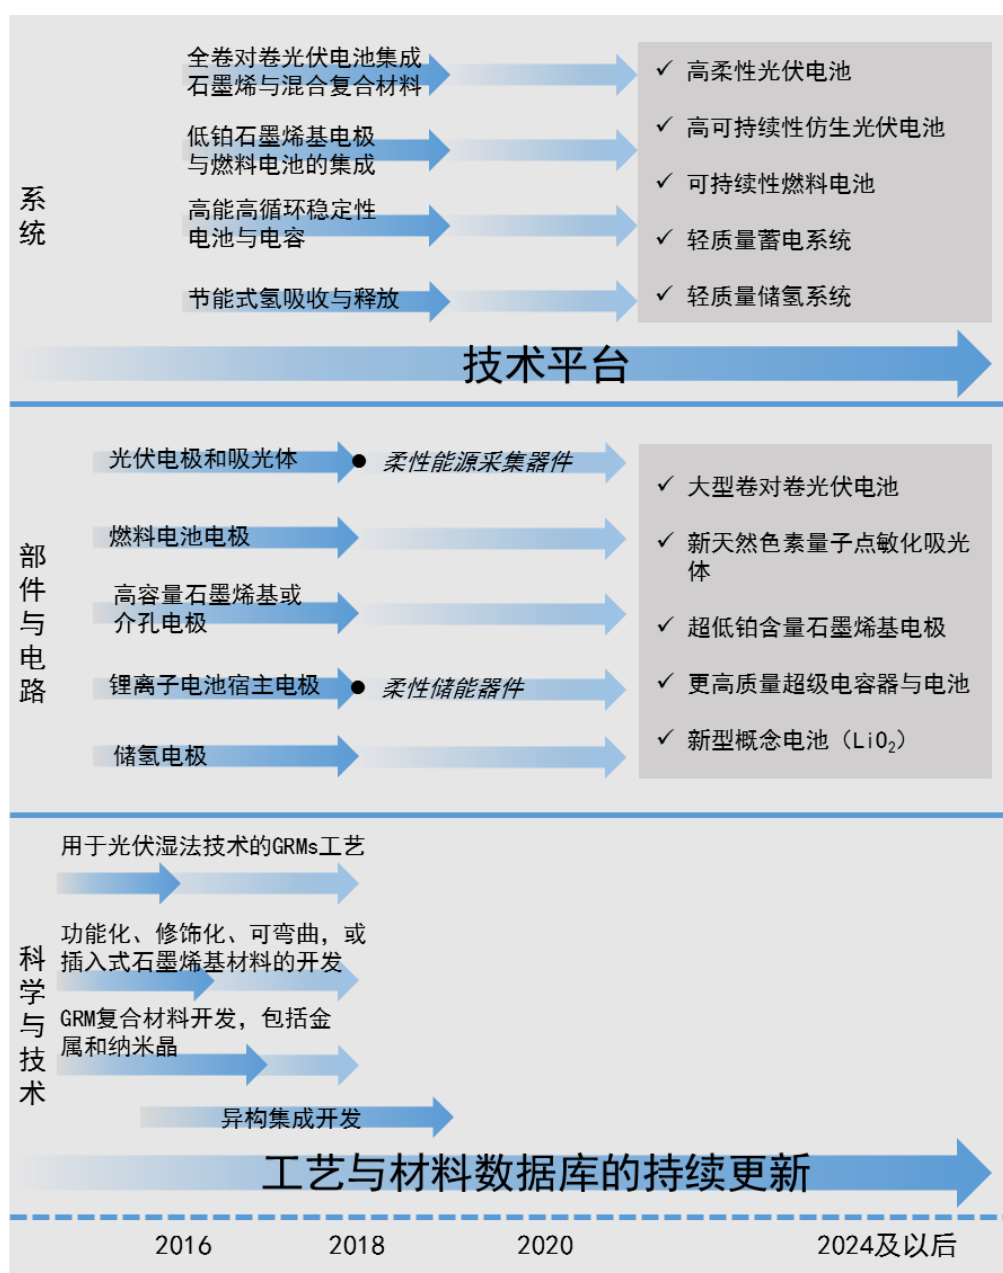 系统
全卷对卷光伏电池集成
石墨烯与混合复合材料
低铂石墨烯基电极
与燃料电池的集成
高能高循环稳定性
电池与电容
节能式氢吸收与释放
✓ 高柔性光伏电池
✓ 高可持续性仿生光伏电池
✓ 可持续性燃料电池
✓ 轻质量蓄电系统
✓ 轻质量储氢系统
技术平台
部件与电路
光伏电极和吸光体
柔性能源采集器件
燃料电池电极
高容量石墨烯基或
介孔电极
锂离子电池宿主电极
柔性储能器件
储氢电极
✓ 大型卷对卷光伏电池
✓ 新天然色素量子点敏化吸光
体
✓ 超低铂含量石墨烯基电极
✓ 更高质量超级电容器与电池
✓ 新型概念电池（LiO₂）
科学与技术
用于光伏湿法技术的GRMs工艺
功能化、修饰化、可弯曲，或
插入式石墨烯基材料的开发
GRM复合材料开发，包括金
属和纳米晶
异构集成开发
工艺与材料数据库的持续更新
2016
2018
2020
2024及以后